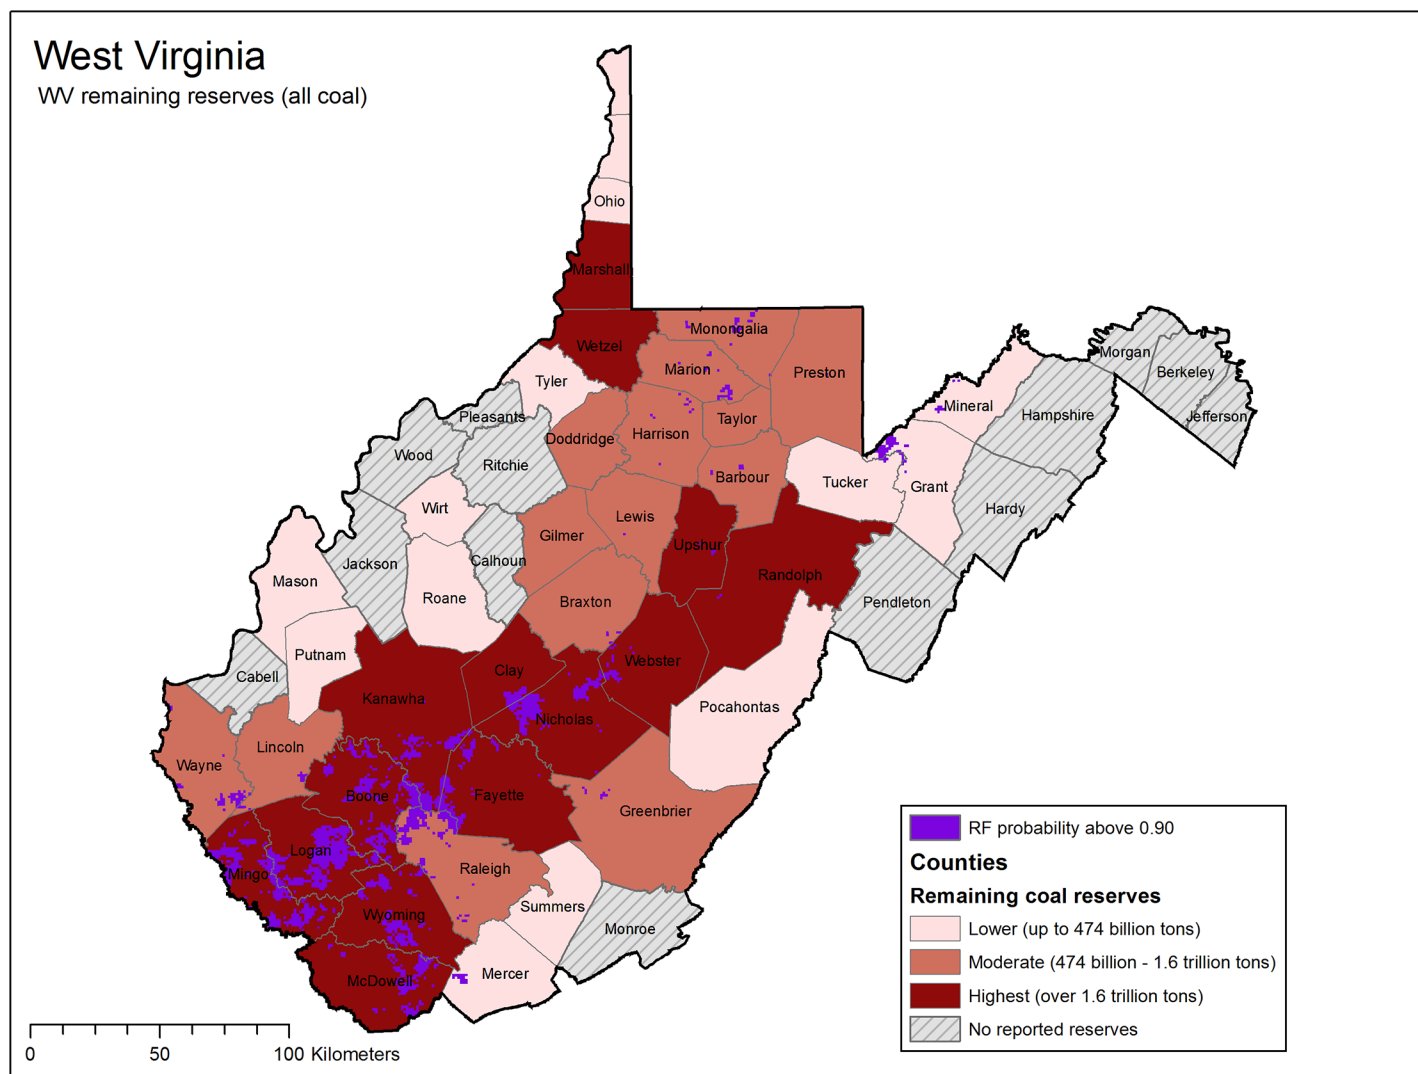 West Virginia
WV remaining reserves (all coal)
Ohio
Marshall
Wetzel
Monongalia
Marion
Preston
Tyler
Taylor
Harrison
Doddridge
Pleasants
Wood
Ritchie
Barbour
Tucker
Grant
Mineral
Hampshire
Hardy
Morgan
Berkeley
Jefferson
Wirt
Gilmer
Lewis
Upshur
Randolph
Calhoun
Jackson
Mason
Roane
Braxton
Pendleton
Putnam
Cabell
Clay
Webster
Kanawha
Nicholas
Pocahontas
Lincoln
Wayne
Boone
Fayette
Greenbrier
Logan
Mingo
Raleigh
Wyoming
Summers
Monroe
McDowell
Mercer
RF probability above 0.90
Counties
Remaining coal reserves
Lower (up to 474 billion tons)
Moderate (474 billion - 1.6 trillion tons)
Highest (over 1.6 trillion tons)
No reported reserves
0 50 100 Kilometers